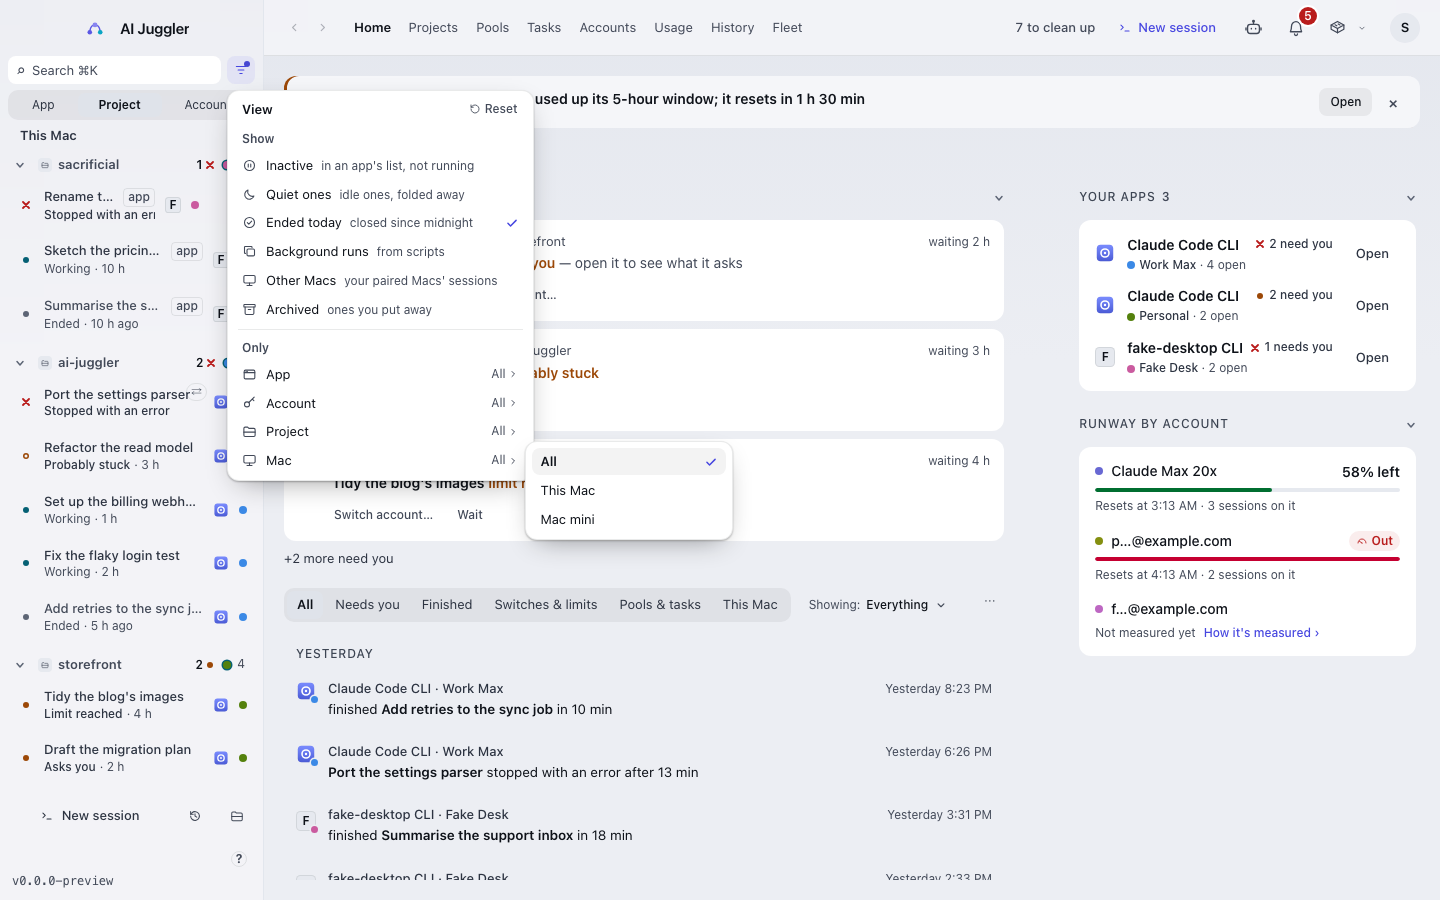 AI Juggler
Search ⌘K
App Project Accoun
This Mac
sacrificial 1
Rename t... app F
Stopped with an err
Sketch the pricin... app F
Working · 10 h
Summarise the s... app F
Ended · 10 h ago
ai-juggler 2
Port the settings parser
Stopped with an error
Refactor the read model
Probably stuck · 3 h
Set up the billing webh...
Working · 1 h
Fix the flaky login test
Working · 2 h
Add retries to the sync j...
Ended · 5 h ago
storefront 2 4
Tidy the blog's images
Limit reached · 4 h
Draft the migration plan
Asks you · 2 h
New session
?
v0.0.0-preview
Home Projects Pools Tasks Accounts Usage History Fleet
7 to clean up New session 5 S
used up its 5-hour window; it resets in 1 h 30 min
Open ×
View Reset
Show
Inactive in an app's list, not running
Quiet ones idle ones, folded away
Ended today closed since midnight
Background runs from scripts
Other Macs your paired Macs' sessions
Archived ones you put away
Only
App All ›
Account All ›
Project All ›
Mac All ›
All
This Mac
Mac mini
efront waiting 2 h
you — open it to see what it asks
nt...
uggler waiting 3 h
ably stuck
waiting 4 h
Tidy the blog's images limit r
Switch account... Wait
+2 more need you
All Needs you Finished Switches & limits Pools & tasks This Mac Showing: Everything ...
YESTERDAY
Claude Code CLI · Work Max Yesterday 8:23 PM
finished Add retries to the sync job in 10 min
Claude Code CLI · Work Max Yesterday 6:26 PM
Port the settings parser stopped with an error after 13 min
F fake-desktop CLI · Fake Desk Yesterday 3:31 PM
finished Summarise the support inbox in 18 min
fake-desktop CLI · Fake Desk Yesterday 2:33 PM
YOUR APPS 3
Claude Code CLI 2 need you
Work Max · 4 open Open
Claude Code CLI 2 need you
Personal · 2 open Open
F fake-desktop CLI 1 needs you
Fake Desk · 2 open Open
RUNWAY BY ACCOUNT
Claude Max 20x 58% left
Resets at 3:13 AM · 3 sessions on it
p...@example.com Out
Resets at 4:13 AM · 2 sessions on it
f...@example.com
Not measured yet How it's measured ›